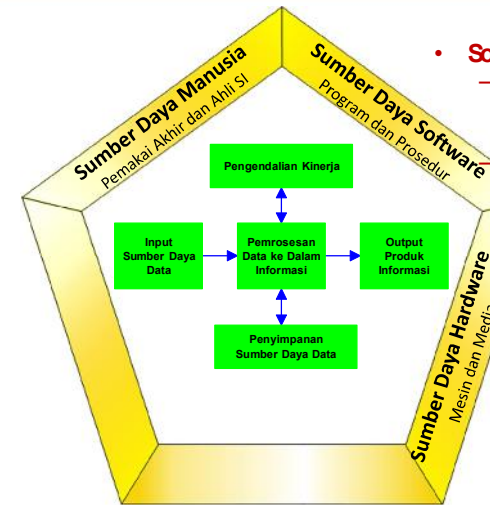 Sumber Daya Manusia
Pemakai Akhir dan Ahli SI
Sumber Daya Software
Program dan Prosedur
•
Pengendalian Kinerja
Input
Sumber Daya
Data
Pemrosesan
Data ke Dalam
Informasi
Output
Produk
Informasi
Penyimpanan
Sumber Daya Data
Sumber Daya Hardware
Mesin dan Media